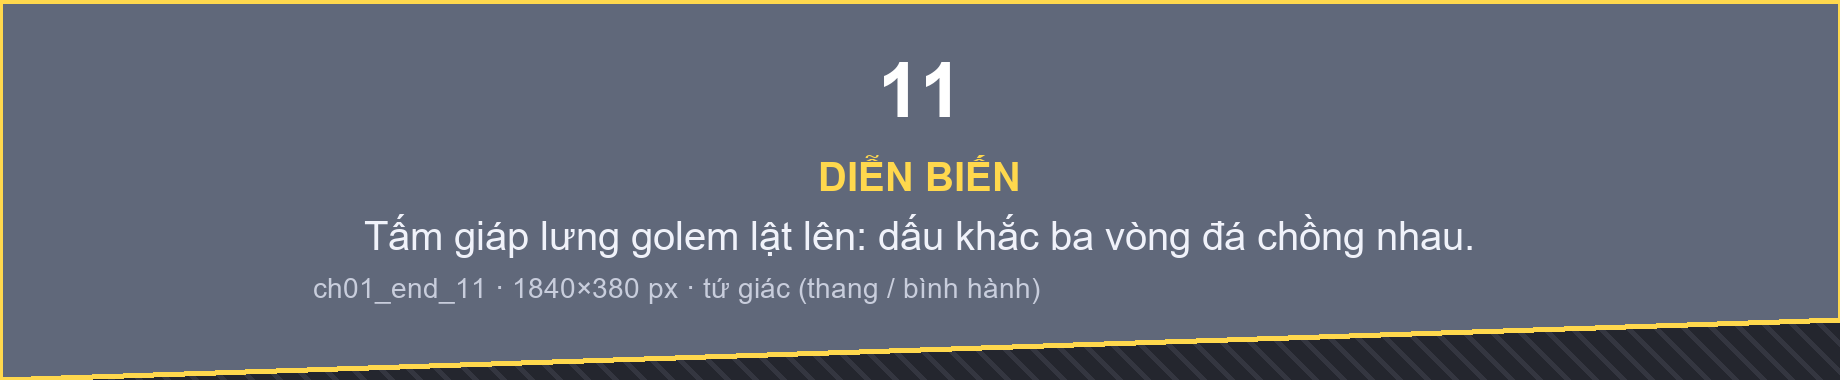 11
DIỄN BIẾN
Tấm giáp lưng golem lật lên: dấu khắc ba vòng đá chồng nhau.
ch01_end_11 · 1840×380 px · tứ giác (thang / bình hành)